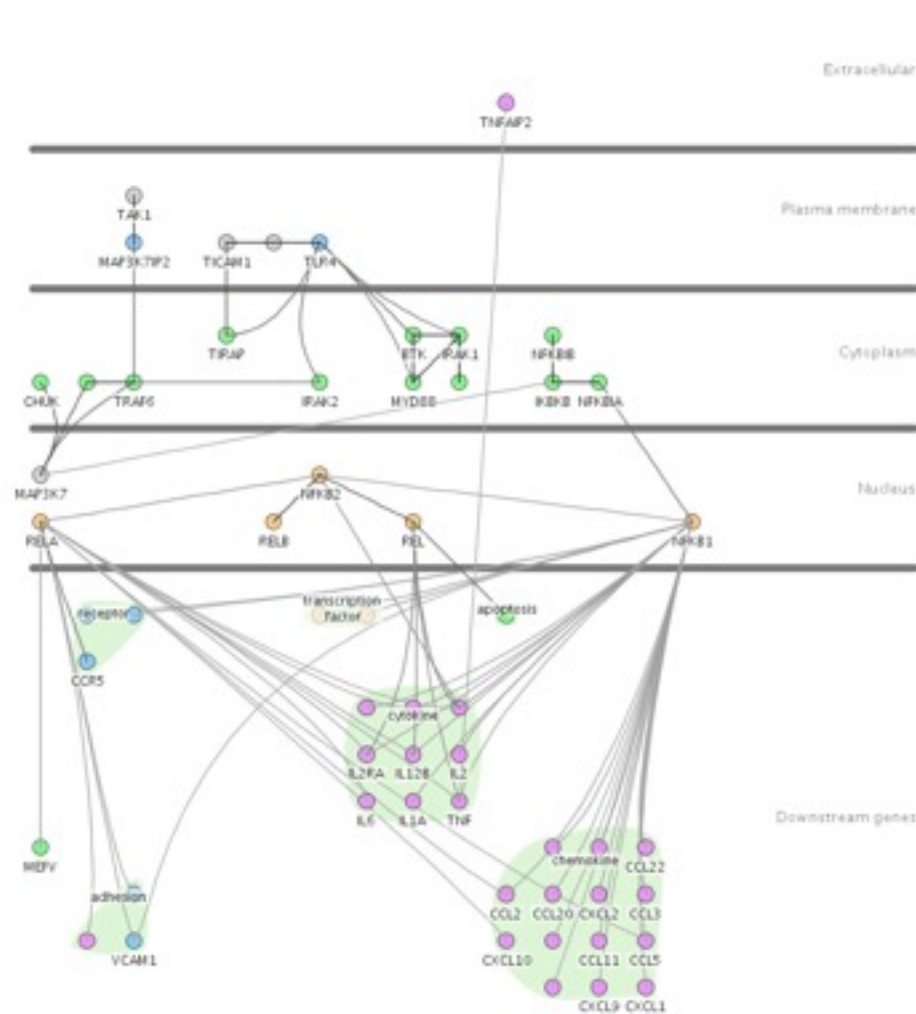 Extracellular
TNFAIP2
Plasma membrane
TAK1
MAP3K7IP2
TICAM1
TLR4
Cytoplasm
TIRAP
BTK
IRAK1
NFKBIB
CHUK
TRAF6
IRAK2
MYD88
IKBKB
NFKBIA
Nucleus
MAP3K7
NFKB2
RELA
RELB
REL
NFKB1
receptor
transcription
factor
apoptosis
CCR5
cytokine
IL2RA
IL12B
IL2
IL6
IL1A
TNF
Downstream genes
MEFV
chemokine
CCL22
adhesion
CCL2
CCL20
CXCL2
CCL3
VCAM1
CXCL10
CCL11
CCL5
CXCL9
CXCL1